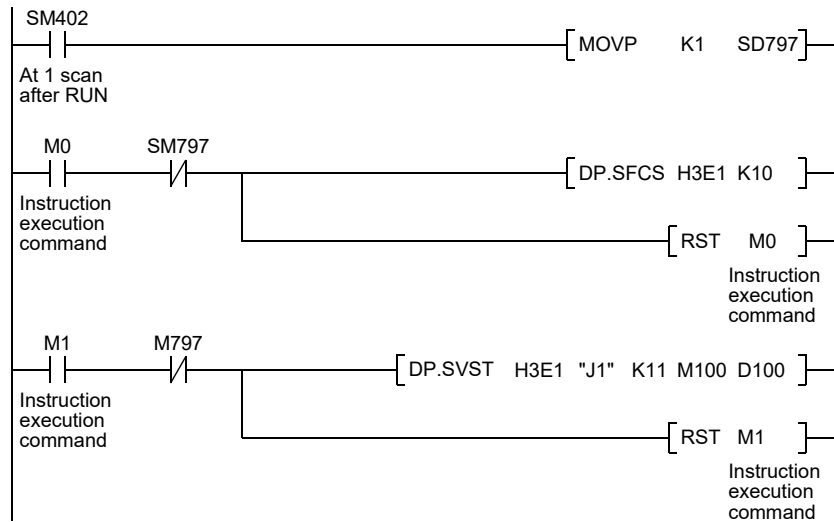 SM402
MOVP K1 SD797
At 1 scan
after RUN
M0 SM797
DP.SFCS H3E1 K10
Instruction
execution
command
RST M0
Instruction
execution
command
M1 M797
DP.SVST H3E1 "J1" K11 M100 D100
Instruction
execution
command
RST M1
Instruction
execution
command